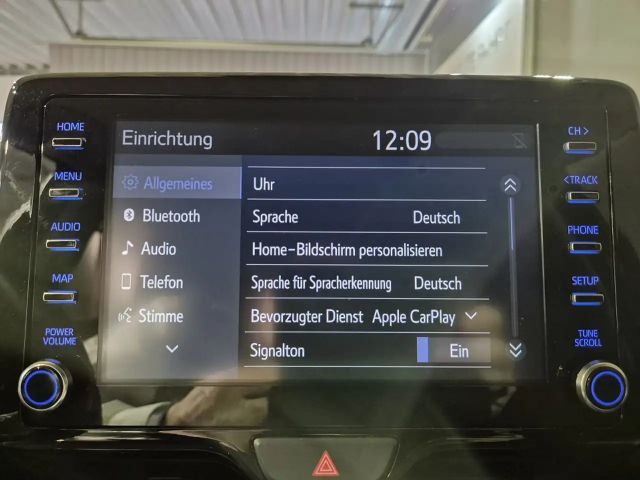 HOME
MENU
AUDIO
MAP
POWER
VOLUME
Einrichtung 12:09
Allgemeines
Bluetooth
Audio
Telefon
Stimme
Uhr
Sprache Deutsch
Home-Bildschirm personalisieren
Sprache für Spracherkennung Deutsch
Bevorzugter Dienst Apple CarPlay
Signalton Ein
CH >
< TRACK
PHONE
SETUP
TUNE
SCROLL